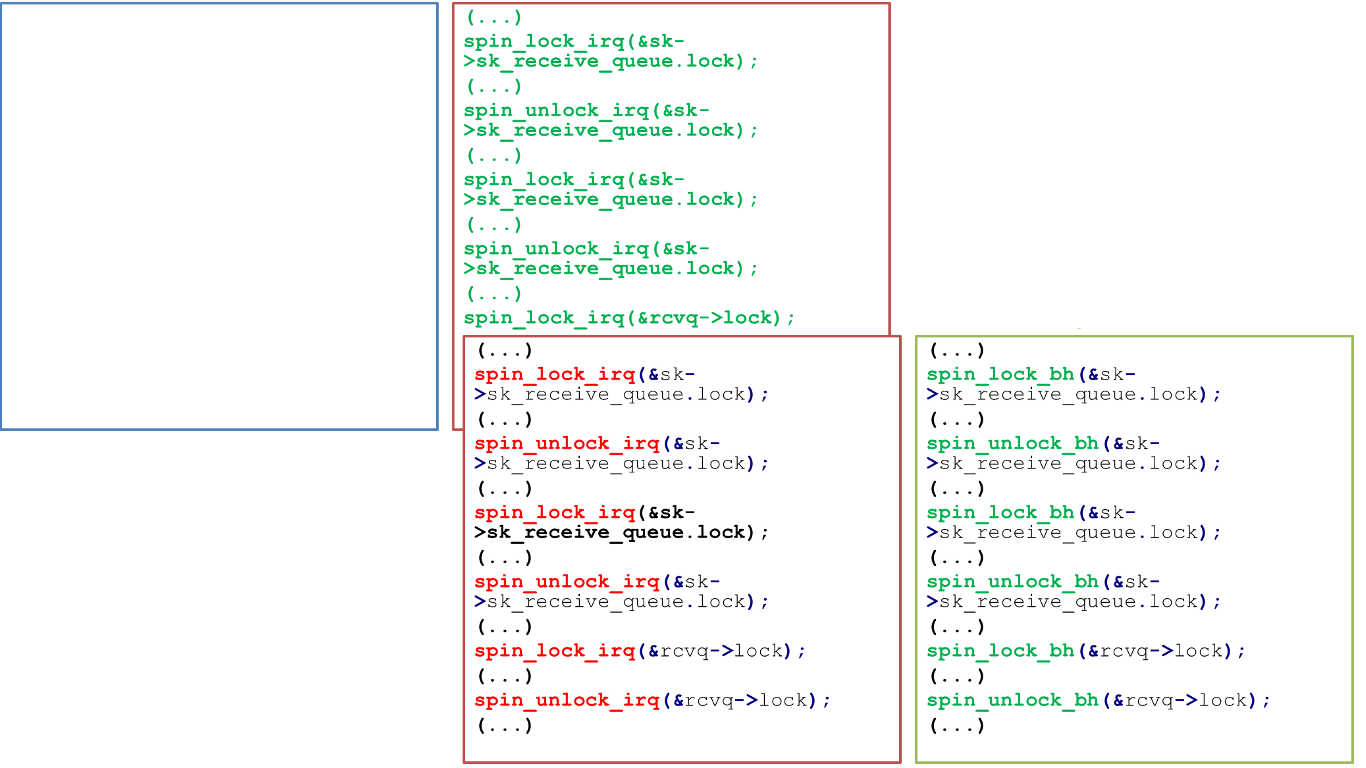 (...)
spin_lock_irq(&sk-
>sk_receive_queue.lock);
(...)
spin_unlock_irq(&sk-
>sk_receive_queue.lock);
(...)
spin_lock_irq(&sk-
>sk_receive_queue.lock);
(...)
spin_unlock_irq(&sk-
>sk_receive_queue.lock);
(...)
spin_lock_irq(&rcvq->lock);
(...)
spin_lock_irq(&sk-
>sk_receive_queue.lock);
(...)
spin_unlock_irq(&sk-
>sk_receive_queue.lock);
(...)
spin_lock_irq(&sk-
>sk_receive_queue.lock);
(...)
spin_unlock_irq(&sk-
>sk_receive_queue.lock);
(...)
spin_lock_irq(&rcvq->lock);
(...)
spin_unlock_irq(&rcvq->lock);
(...)
(...)
spin_lock_bh(&sk-
>sk_receive_queue.lock);
(...)
spin_unlock_bh(&sk-
>sk_receive_queue.lock);
(...)
spin_lock_bh(&sk-
>sk_receive_queue.lock);
(...)
spin_unlock_bh(&sk-
>sk_receive_queue.lock);
(...)
spin_lock_bh(&rcvq->lock);
(...)
spin_unlock_bh(&rcvq->lock);
(...)